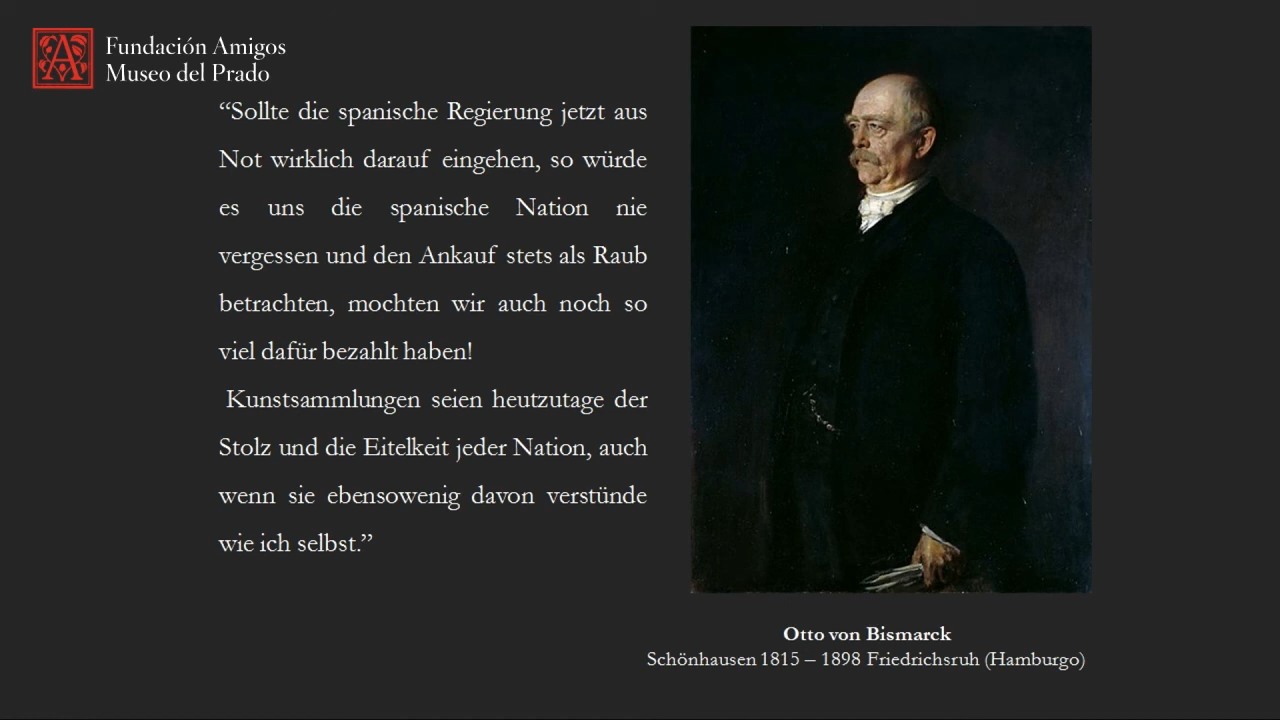 Fundación Amigos
Museo del Prado
“Sollte die spanische Regierung jetzt aus
Not wirklich darauf eingehen, so würde
es uns die spanische Nation nie
vergessen und den Ankauf stets als Raub
betrachten, mochten wir auch noch so
viel dafür bezahlt haben!
Kunstsammlungen seien heutzutage der
Stolz und die Eitelkeit jeder Nation, auch
wenn sie ebensowenig davon verstünde
wie ich selbst.”
Otto von Bismarck
Schönhausen 1815 – 1898 Friedrichsruh (Hamburgo)